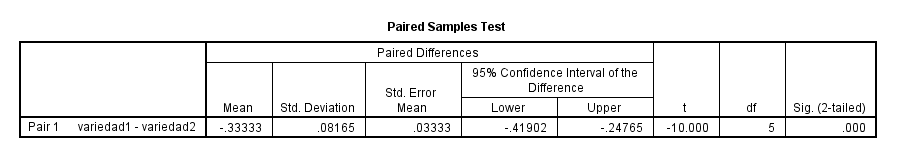 Paired Samples Test
Paired Differences
95% Confidence Interval of the
Difference
Mean Std. Deviation Std. Error
Mean Lower Upper t df Sig. (2-tailed)
Pair 1 variedad1 - variedad2 -.33333 .08165 .03333 -.41902 -.24765 -10.000 5 .000